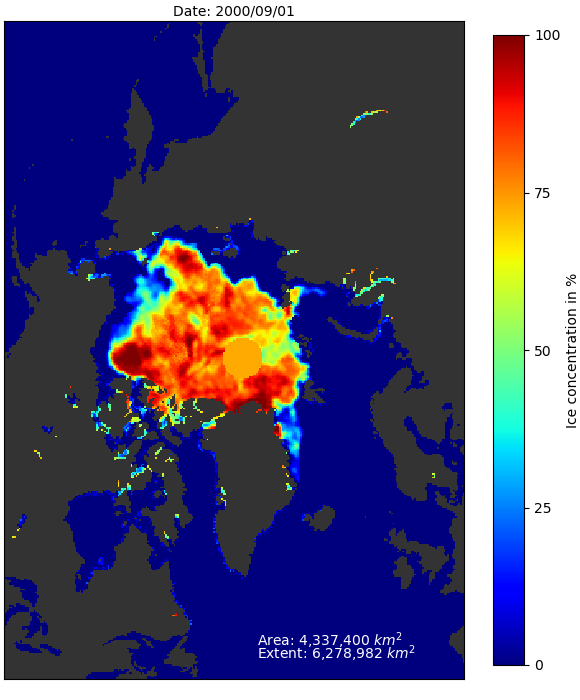 Date: 2000/09/01
100
75
50
25
0
Ice concentration in %
Area: 4,337,400 km²
Extent: 6,278,982 km²